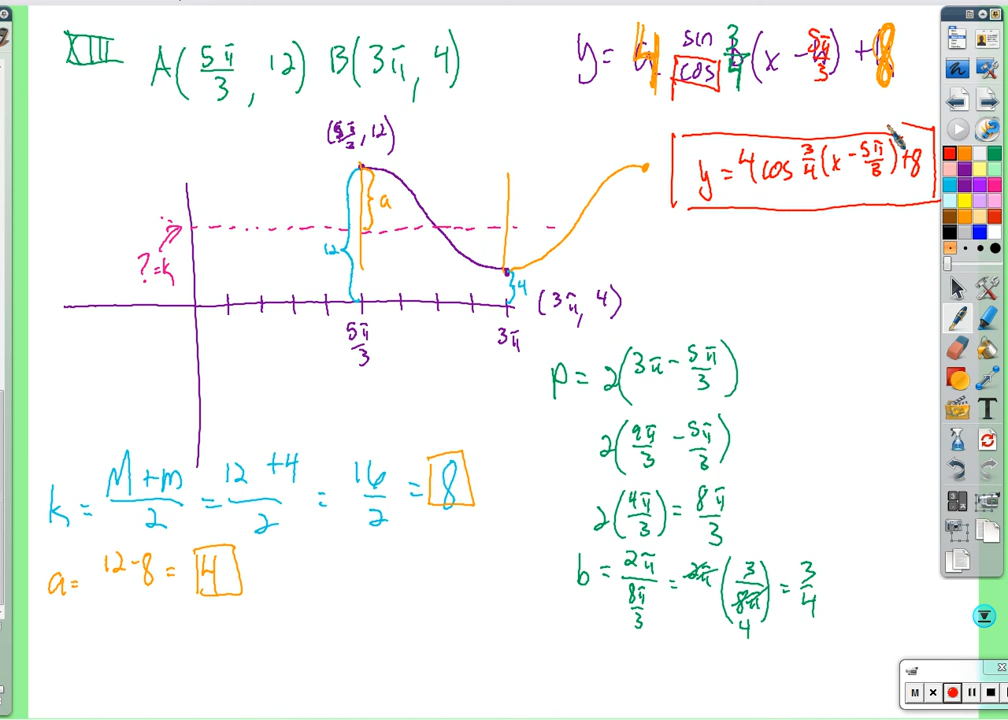 XIII A(5π/3, 12) B(3π, 4)
y = 4 sin cos 3/4 (x - 5π/3) + 8
(5π/3, 12)
y = 4 cos 3/4 (x - 5π/3) + 8
a
12
? = k
4
(3π, 4)
5π/3 3π
p = 2(3π - 5π/3)
2(9π/3 - 5π/3)
2(4π/3) = 8π/3
b = 2π/(8π/3) = 2π (3/8π) = 3/4
4
k = M+m/2 = 12+4/2 = 16/2 = 8
a = 12-8 = 4
T
M